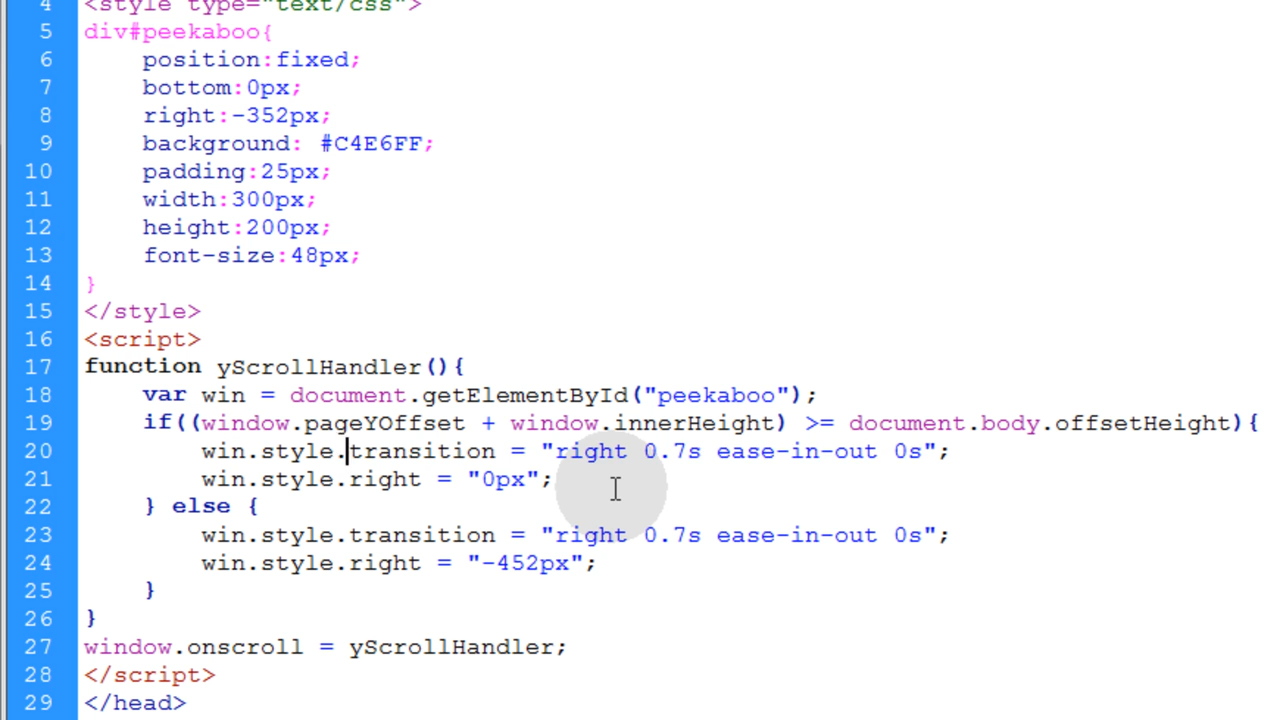 4 <style type="text/css">
5 div#peekaboo{
6 position:fixed;
7 bottom:0px;
8 right:-352px;
9 background: #C4E6FF;
10 padding:25px;
11 width:300px;
12 height:200px;
13 font-size:48px;
14 }
15 </style>
16 <script>
17 function yScrollHandler(){
18 var win = document.getElementById("peekaboo");
19 if((window.pageYOffset + window.innerHeight) >= document.body.offsetHeight){
20 win.style.transition = "right 0.7s ease-in-out 0s";
21 win.style.right = "0px";
22 } else {
23 win.style.transition = "right 0.7s ease-in-out 0s";
24 win.style.right = "-452px";
25 }
26 }
27 window.onscroll = yScrollHandler;
28 </script>
29 </head>